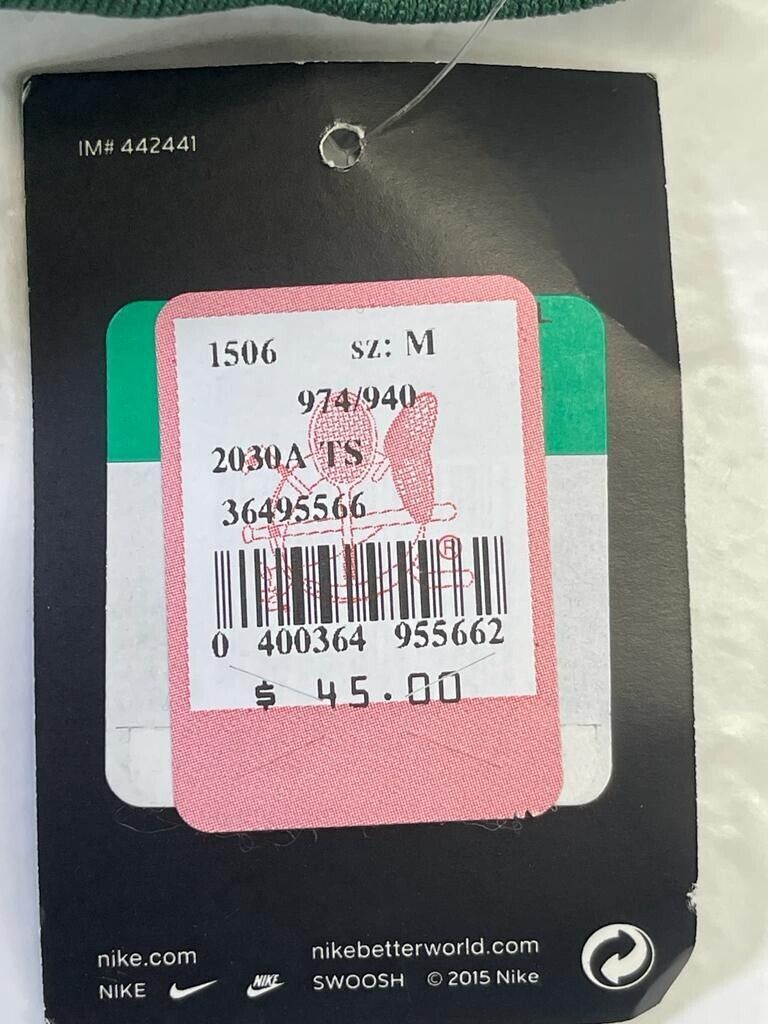 IM# 442441
1506 sz: M
974/940
2030A TS
36495566
®
0 400364 955662
$ 45.00
nike.com nikebetterworld.com
NIKE NIKE SWOOSH © 2015 Nike